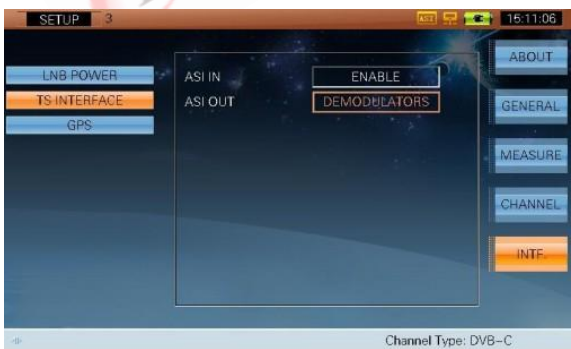 SETUP 3 ASI 15:11:06
ABOUT
LNB POWER
ASI IN ENABLE
TS INTERFACE
ASI OUT DEMODULATORS
GENERAL
GPS
MEASURE
CHANNEL
INTF.
Channel Type: DVB-C